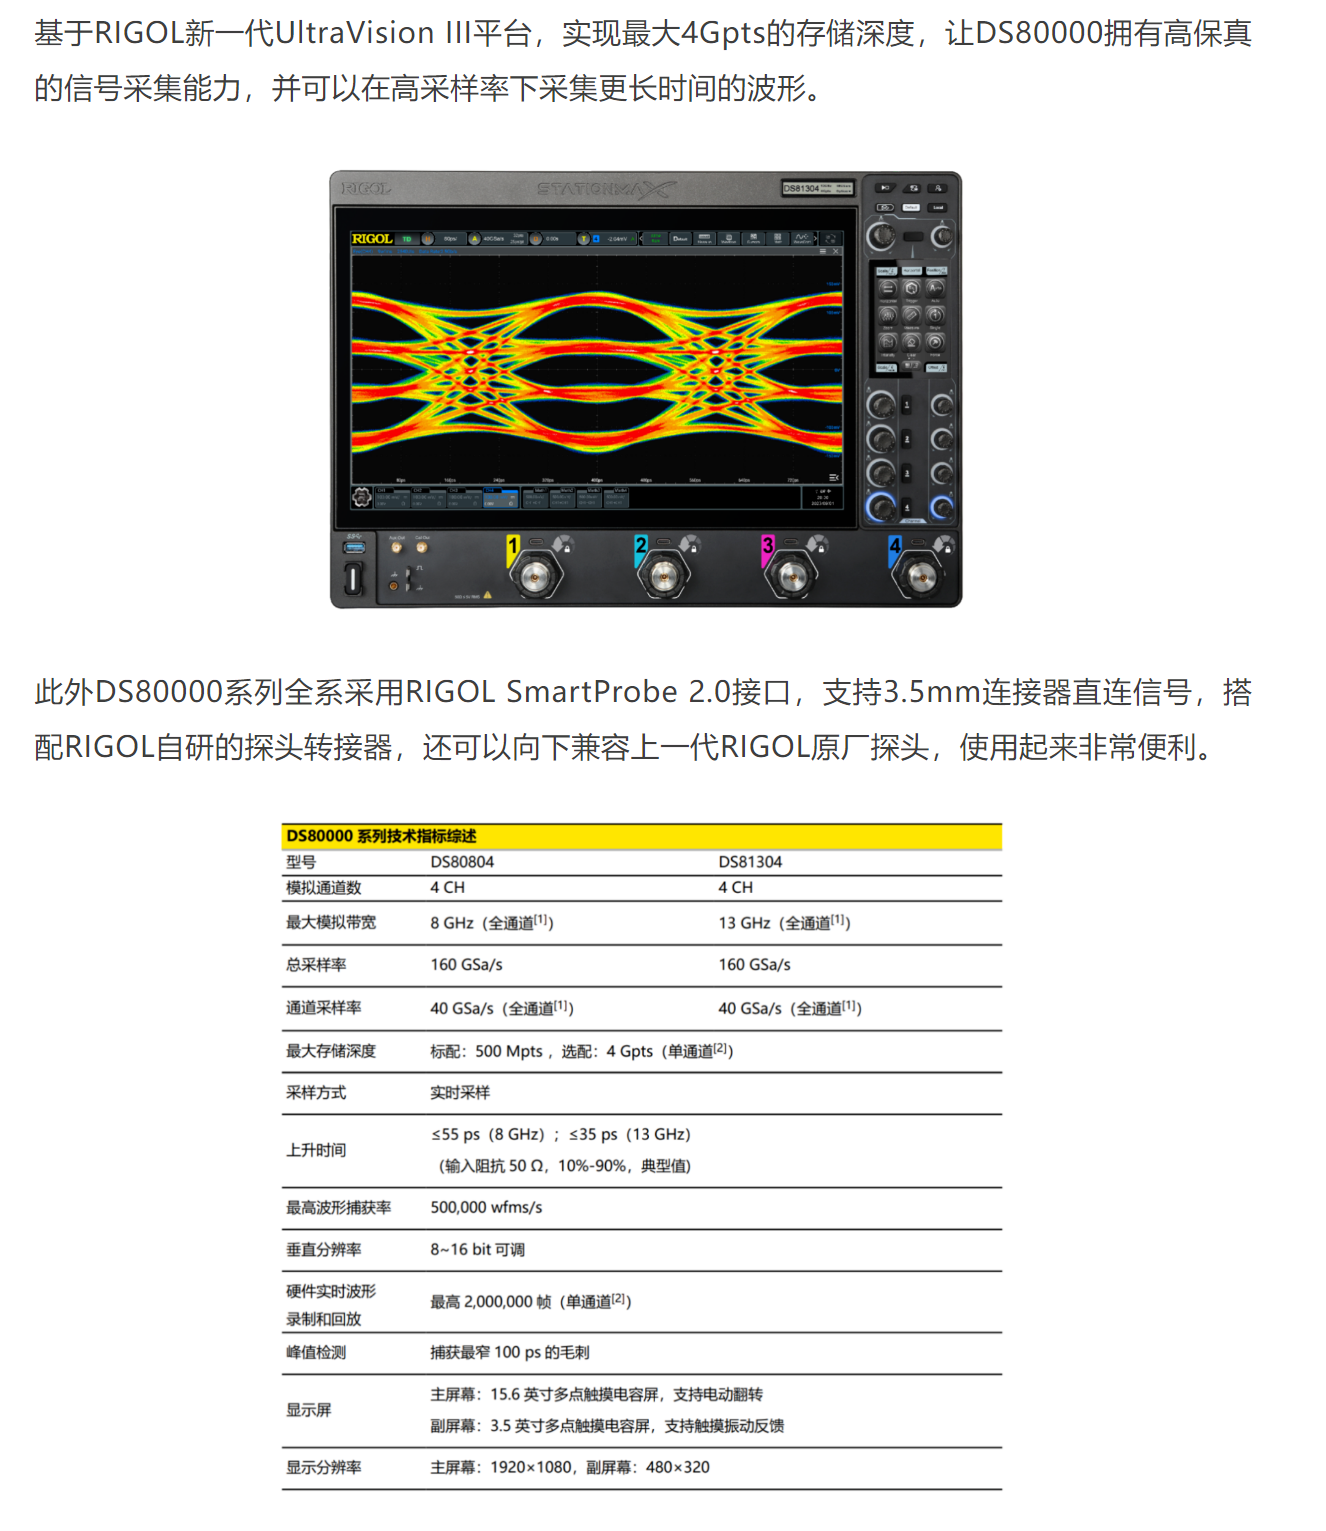 基于RIGOL新一代UltraVision III平台，实现最大4Gpts的存储深度，让DS80000拥有高保真
的信号采集能力，并可以在高采样率下采集更长时间的波形。
RIGOL
STATIONMAX
DS81304
RIGOL
1
2
3
4
1
2
3
4
此外DS80000系列全系采用RIGOL SmartProbe 2.0接口，支持3.5mm连接器直连信号，搭
配RIGOL自研的探头转接器，还可以向下兼容上一代RIGOL原厂探头，使用起来非常便利。
DS80000 系列技术指标综述
型号 DS80804 DS81304
模拟通道数 4 CH 4 CH
最大模拟带宽 8 GHz（全通道[1]） 13 GHz（全通道[1]）
总采样率 160 GSa/s 160 GSa/s
通道采样率 40 GSa/s（全通道[1]） 40 GSa/s（全通道[1]）
最大存储深度 标配：500 Mpts ，选配：4 Gpts（单通道[2]）
采样方式 实时采样
上升时间 ≤55 ps（8 GHz）；≤35 ps（13 GHz）
（输入阻抗 50 Ω，10%-90%，典型值)
最高波形捕获率 500,000 wfms/s
垂直分辨率 8~16 bit 可调
硬件实时波形
录制和回放 最高 2,000,000 帧（单通道[2]）
峰值检测 捕获最窄 100 ps 的毛刺
显示屏 主屏幕：15.6 英寸多点触摸电容屏，支持电动翻转
副屏幕：3.5 英寸多点触摸电容屏，支持触摸振动反馈
显示分辨率 主屏幕：1920×1080，副屏幕：480×320